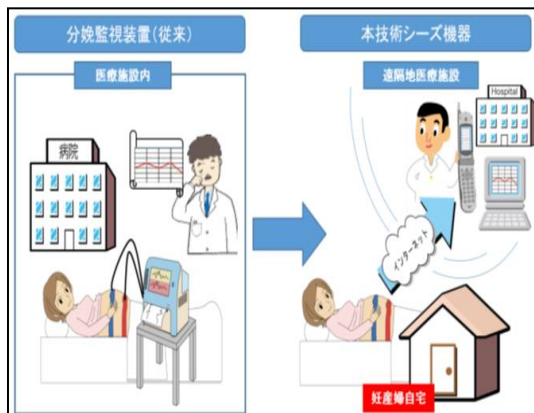 分娩監視装置(従来)
医療施設内
病院
本技術シーズ機器
遠隔地医療施設
Hospital
インターネット
妊産婦自宅